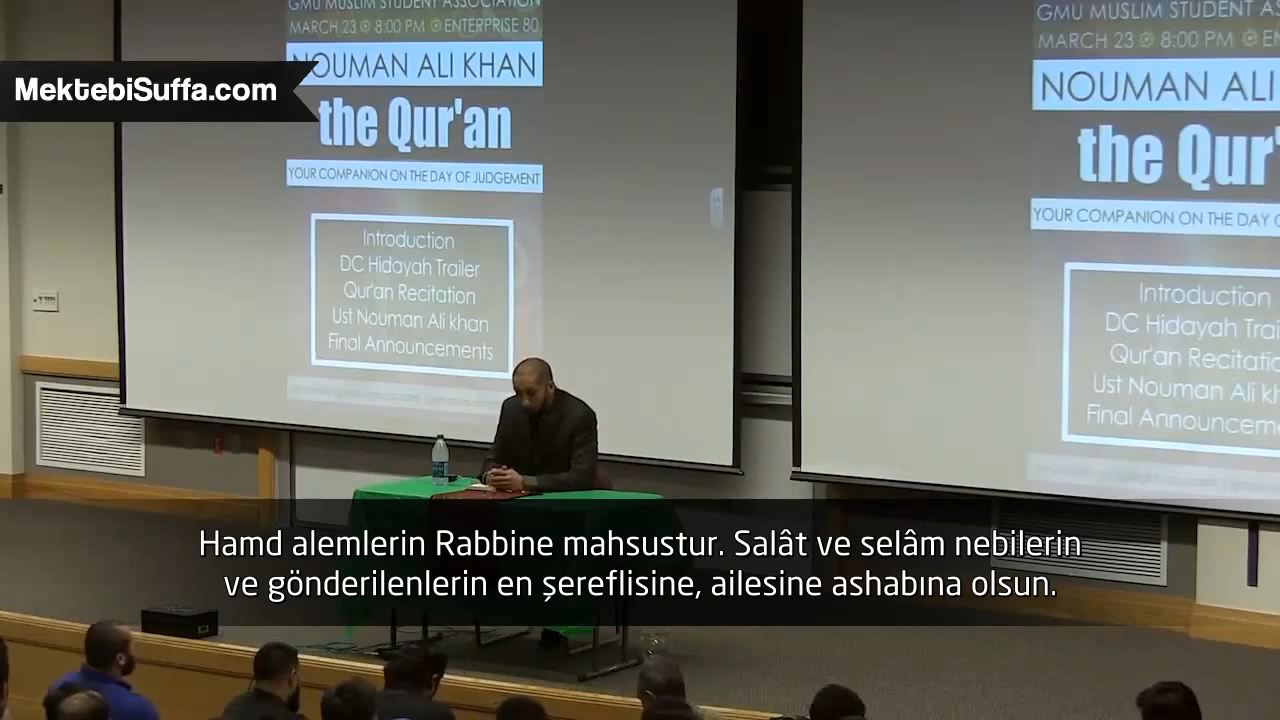 GMU MUSLIM STUDENT ASSOCIATION
MARCH 23 @ 8:00 PM @ ENTERPRISE 80
NOUMAN ALI KHAN
the Qur'an
YOUR COMPANION ON THE DAY OF JUDGEMENT
Introduction
DC Hidayah Trailer
Qur'an Recitation
Ust Nouman Ali khan
Final Announcements
GMU MUSLIM STUDENT AS
MARCH 23 @ 8:00 PM @ EN
NOUMAN ALI
the Qur'
YOUR COMPANION ON THE DAY O
Introduction
DC Hidayah Trai
Qur'an Recitatio
Ust Nouman Ali kh
Final Announceme
MektebiSuffa.com
Hamd alemlerin Rabbine mahsustur. Salât ve selâm nebilerin
ve gönderilenlerin en şereflisine, ailesine ashabına olsun.